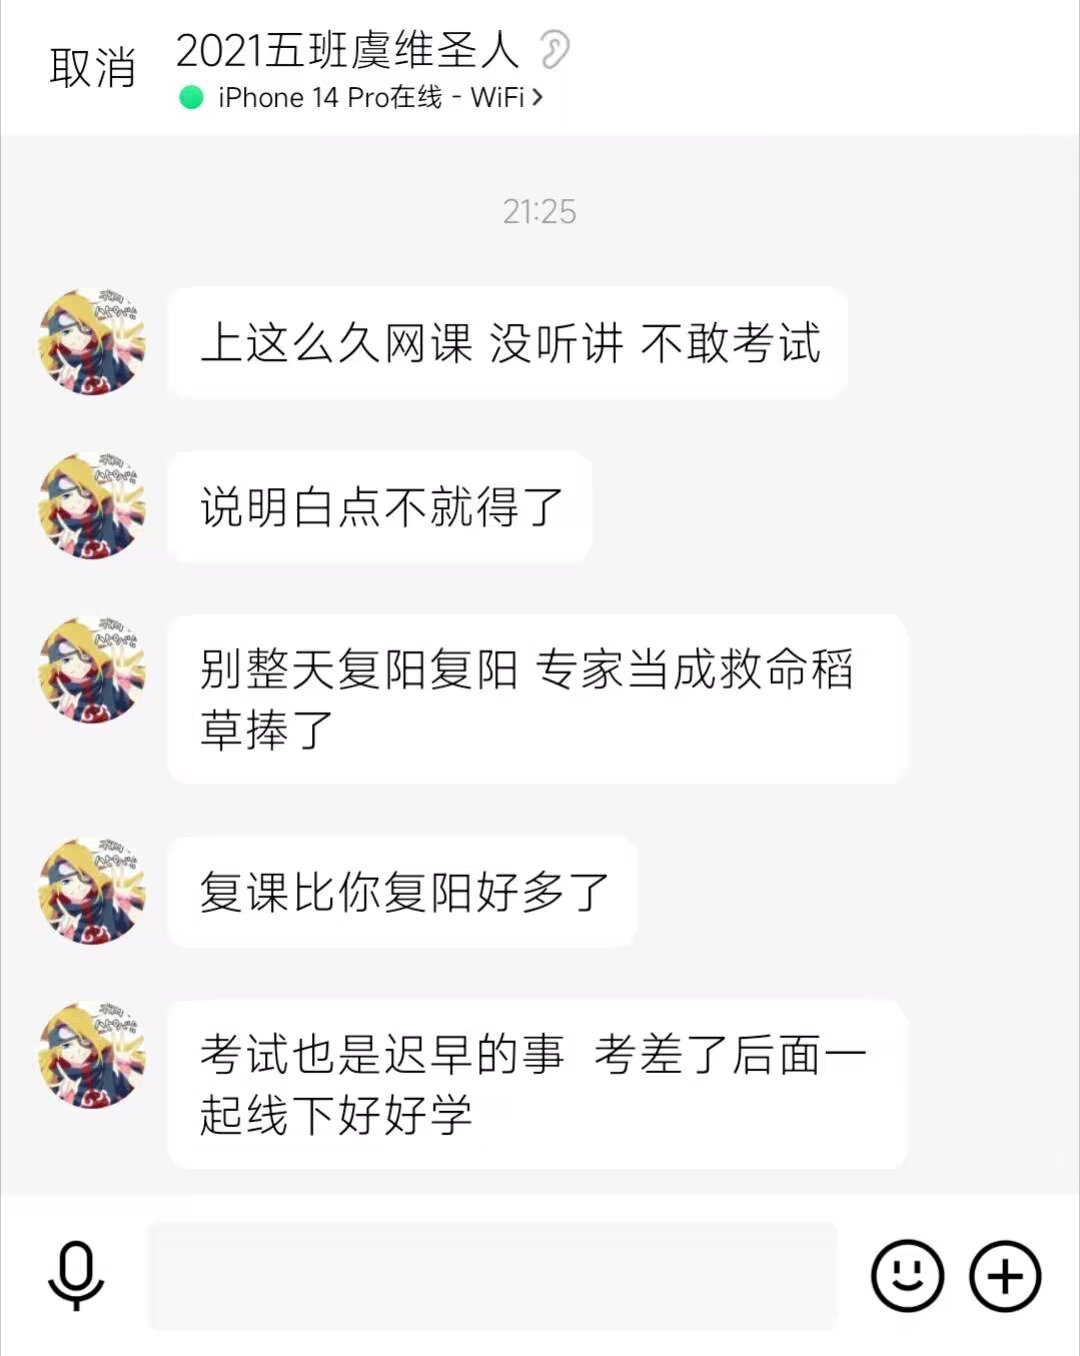 取消
2021五班虞维圣人
iPhone 14 Pro在线 - WiFi
21:25
上这么久网课 没听讲 不敢考试
说明白点不就得了
别整天复阳复阳 专家当成救命稻
草捧了
复课比你复阳好多了
考试也是迟早的事 考差了后面一
起线下好好学